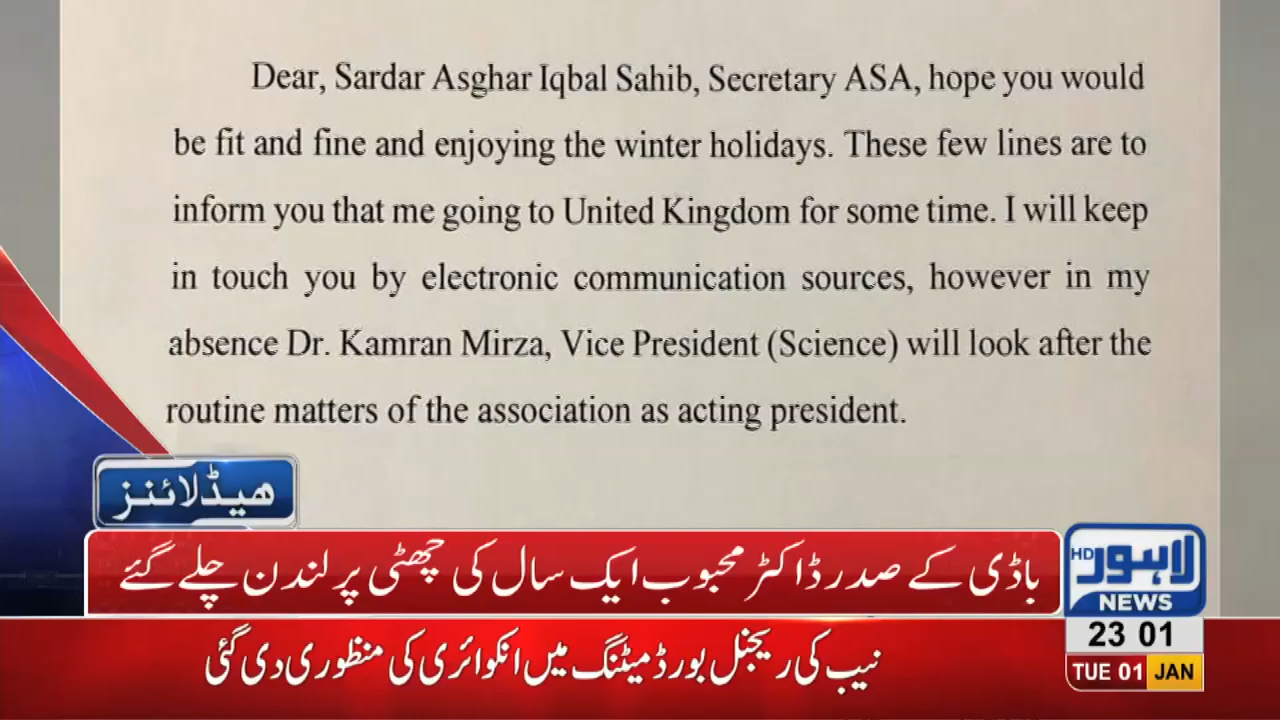 Dear, Sardar Asghar Iqbal Sahib, Secretary ASA, hope you would
be fit and fine and enjoying the winter holidays. These few lines are to
inform you that me going to United Kingdom for some time. I will keep
in touch you by electronic communication sources, however in my
absence Dr. Kamran Mirza, Vice President (Science) will look after the
routine matters of the association as acting president.
ھیڈلائنز
باڈی کے صدر ڈاکٹر محبوب ایک سال کی چھٹی پر لندن چلے گئے
لاہور HD
NEWS
نیب کی ریجنل بورڈ میٹنگ میں انکوائری کی منظوری دی گئی
23 01
TUE 01 JAN